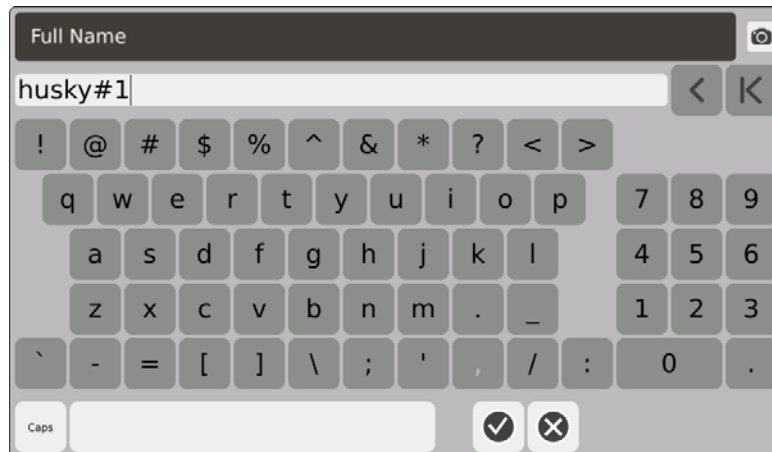 Full Name
husky#1
! @ # $ % ^ & * ? < >
q w e r t y u i o p 7 8 9
a s d f g h j k l 4 5 6
z x c v b n m . _ 1 2 3
` - = [ ] \ ; ' , / : 0 .
Caps